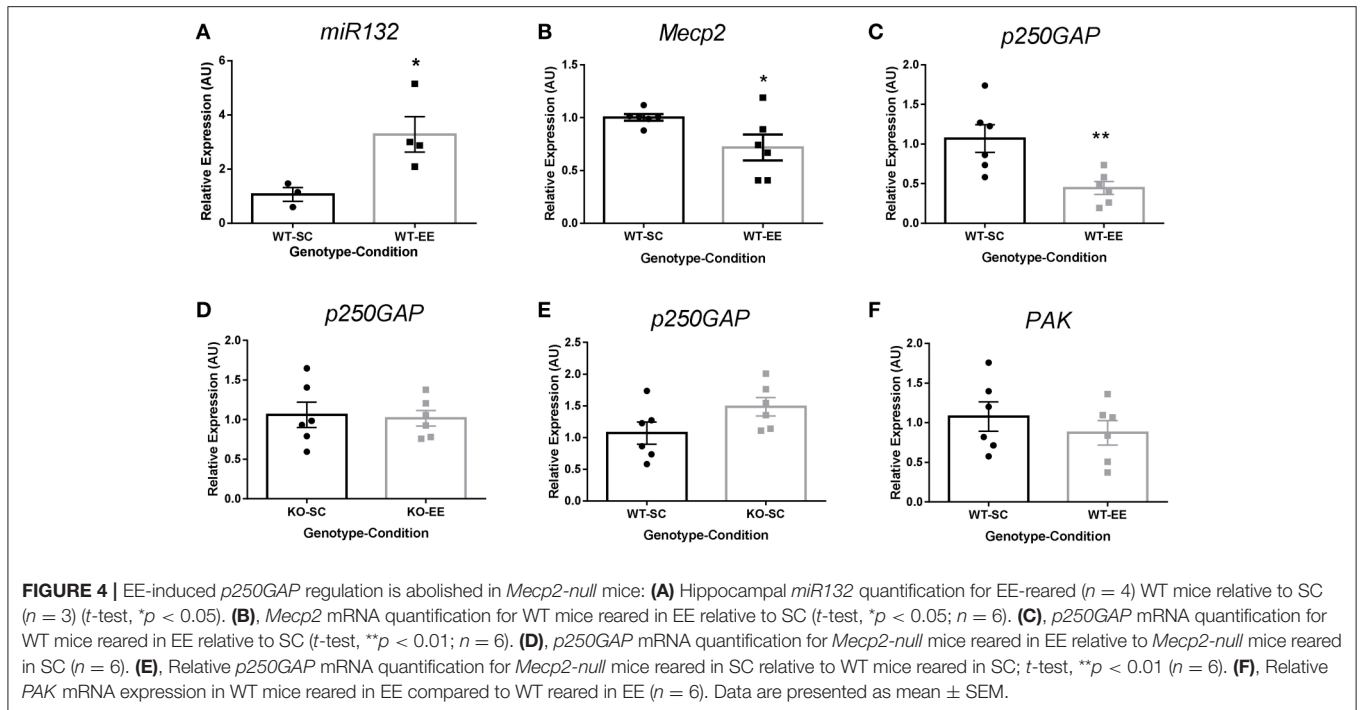 A
miR132
*
Relative Expression (AU)
6
4
2
0
WT-SC
WT-EE
Genotype-Condition
B
Mecp2
*
Relative Expression (AU)
1.5
1.0
0.5
0.0
WT-SC
WT-EE
Genotype-Condition
C
p250GAP
**
Relative Expression (AU)
2.0
1.5
1.0
0.5
0.0
WT-SC
WT-EE
Genotype-Condition
D
p250GAP
Relative Expression (AU)
2.0
1.5
1.0
0.5
0.0
KO-SC
KO-EE
Genotype-Condition
E
p250GAP
Relative Expression (AU)
2.5
2.0
1.5
1.0
0.5
0.0
WT-SC
KO-SC
Genotype-Condition
F
PAK
Relative Expression (AU)
2.0
1.5
1.0
0.5
0.0
WT-SC
WT-EE
Genotype-Condition
FIGURE 4 | EE-induced p250GAP regulation is abolished in Mecp2-null mice: (A) Hippocampal miR132 quantification for EE-reared (n = 4) WT mice relative to SC
(n = 3) (t-test, *p < 0.05). (B), Mecp2 mRNA quantification for WT mice reared in EE relative to SC (t-test, *p < 0.05; n = 6). (C), p250GAP mRNA quantification for
WT mice reared in EE relative to SC (t-test, **p < 0.01; n = 6). (D), p250GAP mRNA quantification for Mecp2-null mice reared in EE relative to Mecp2-null mice reared
in SC (n = 6). (E), Relative p250GAP mRNA quantification for Mecp2-null mice reared in SC relative to WT mice reared in SC; t-test, **p < 0.01 (n = 6). (F), Relative
PAK mRNA expression in WT mice reared in EE compared to WT reared in EE (n = 6). Data are presented as mean ± SEM.